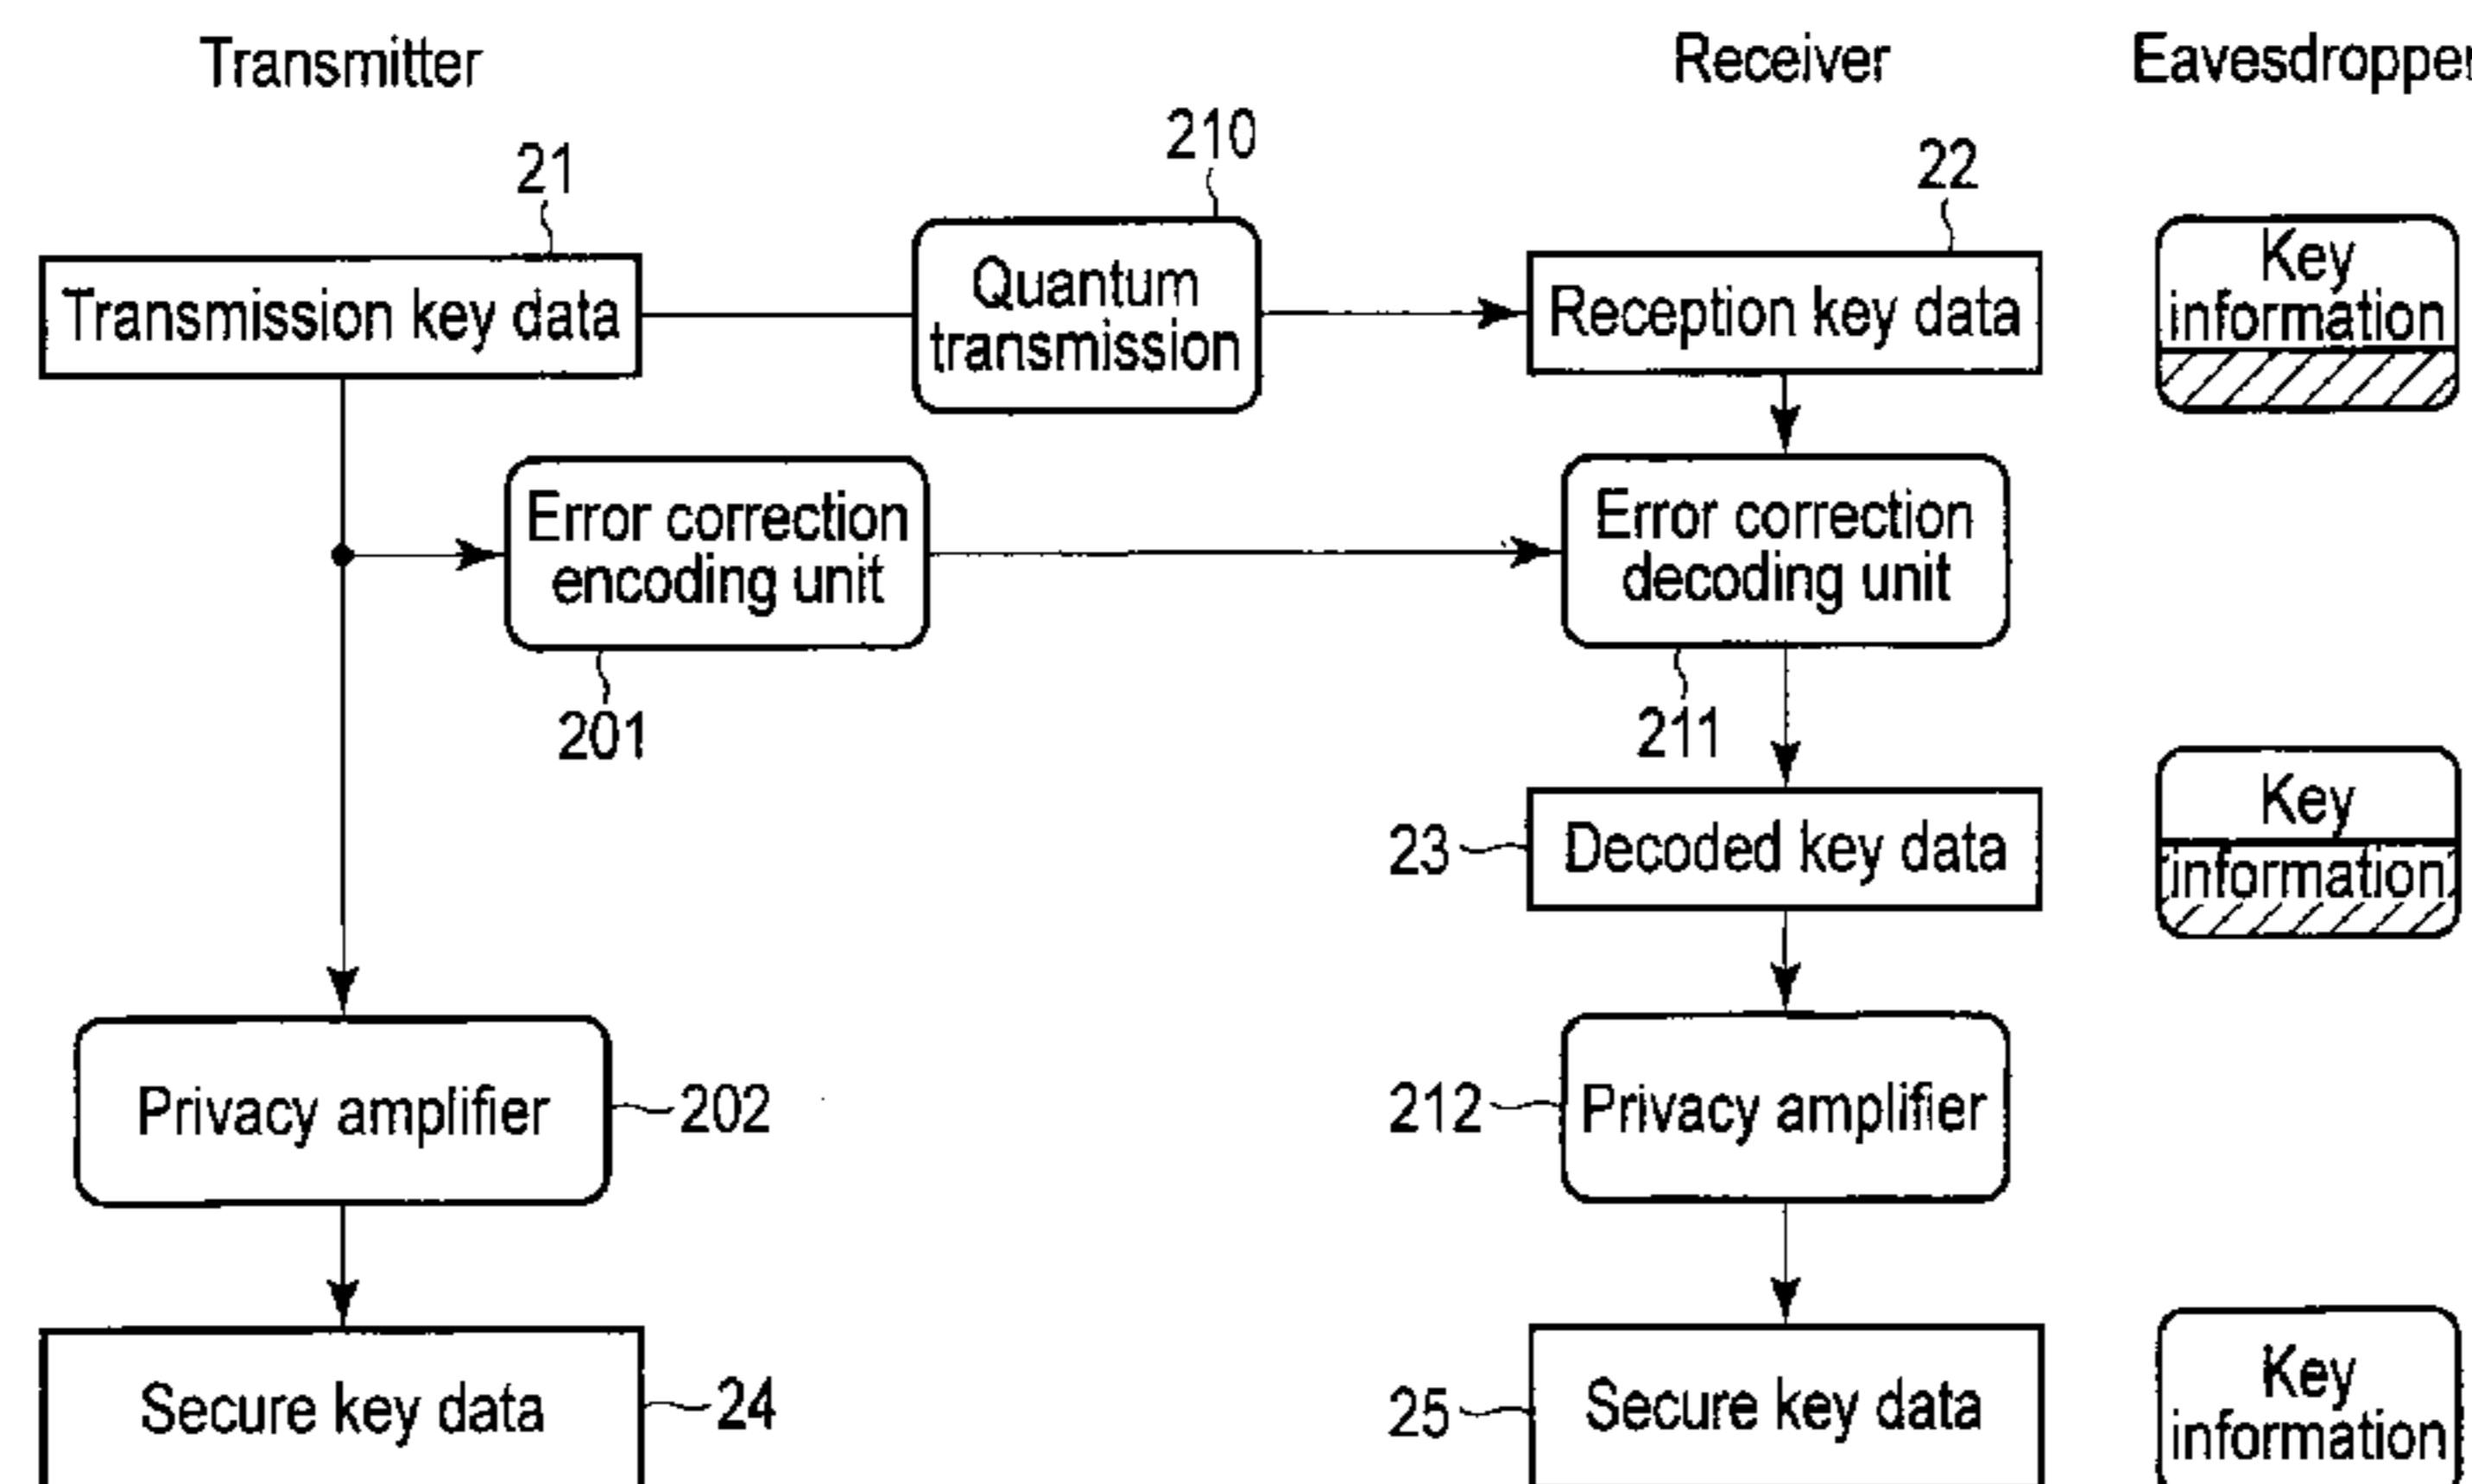 Transmitter
Receiver
Eavesdropper
210
21
22
Transmission key data
Quantum
transmission
Reception key data
Key
information
Error correction
encoding unit
Error correction
decoding unit
201
211
23
Decoded key data
Key
information
Privacy amplifier
202
212
Privacy amplifier
Secure key data
24
25
Secure key data
Key
information